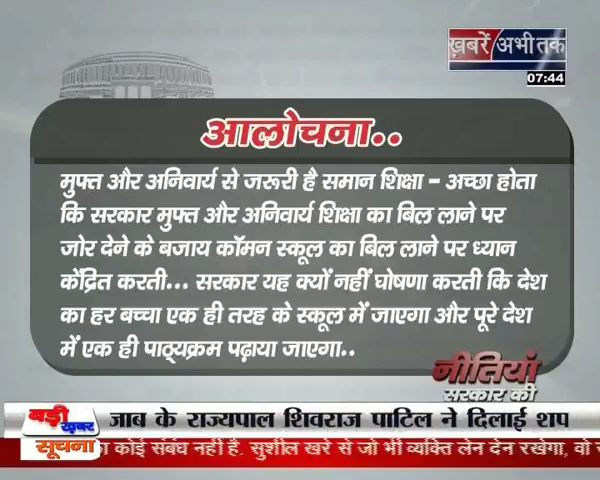 ख़बरें अभी तक
07:44
आलोचना..
मुफ्त और अनिवार्य से जरूरी है समान शिक्षा - अच्छा होता
कि सरकार मुफ्त और अनिवार्य शिक्षा का बिल लाने पर
जोर देने के बजाय कॉमन स्कूल का बिल लाने पर ध्यान
केंद्रित करती... सरकार यह क्यों नहीं घोषणा करती कि देश
का हर बच्चा एक ही तरह के स्कूल में जाएगा और पूरे देश
में एक ही पाठ्यक्रम पढ़ाया जाएगा..
नीतियां
सरकार की
बड़ी
ख़बर
जाब के राज्यपाल शिवराज पाटिल ने दिलाई शप
सूचना
का कोई संबंध नही है. सुशील खरे से जो भी व्यक्ति लेन देन रखेगा, वो